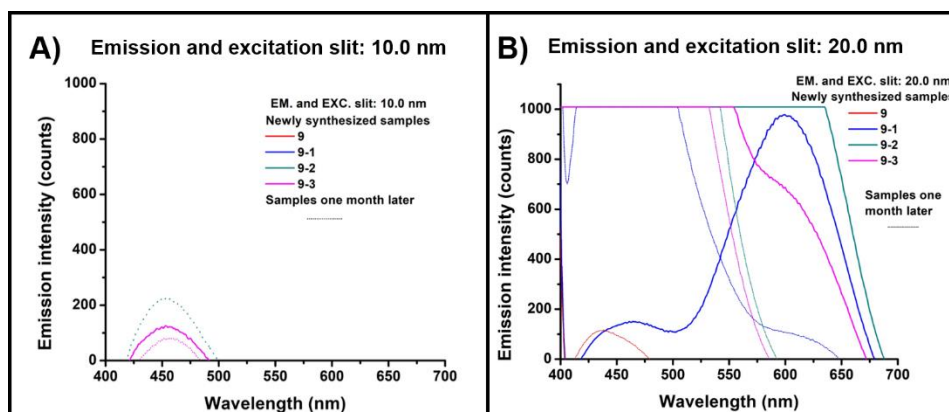 A) Emission and excitation slit: 10.0 nm
EM. and EXC. slit: 10.0 nm
Newly synthesized samples
9
9-1
9-2
9-3
Samples one month later
Emission intensity (counts)
1000
800
600
400
200
0
400 450 500 550 600 650 700
Wavelength (nm)
B) Emission and excitation slit: 20.0 nm
EM. and EXC. slit: 20.0 nm
Newly synthesized samples
9
9-1
9-2
9-3
Samples one
month later
Emission intensity (counts)
1000
800
600
400
200
0
400 450 500 550 600 650 700
Wavelength (nm)